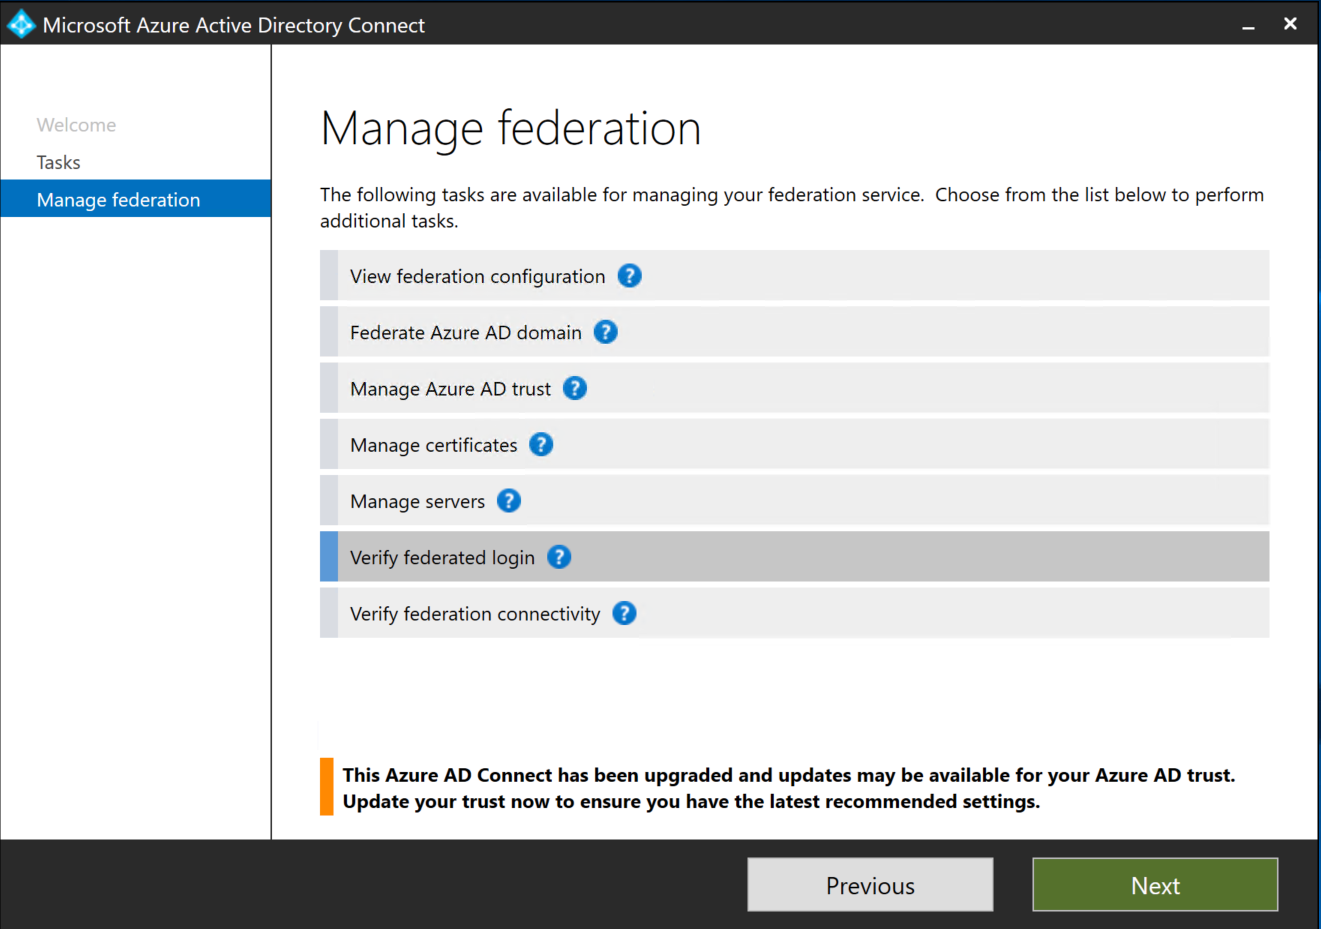 Microsoft Azure Active Directory Connect
Welcome
Tasks
Manage federation
Manage federation
The following tasks are available for managing your federation service.  Choose from the list below to perform
additional tasks.
View federation configuration ?
Federate Azure AD domain ?
Manage Azure AD trust ?
Manage certificates ?
Manage servers ?
Verify federated login ?
Verify federation connectivity ?
This Azure AD Connect has been upgraded and updates may be available for your Azure AD trust.
Update your trust now to ensure you have the latest recommended settings.
Previous
Next